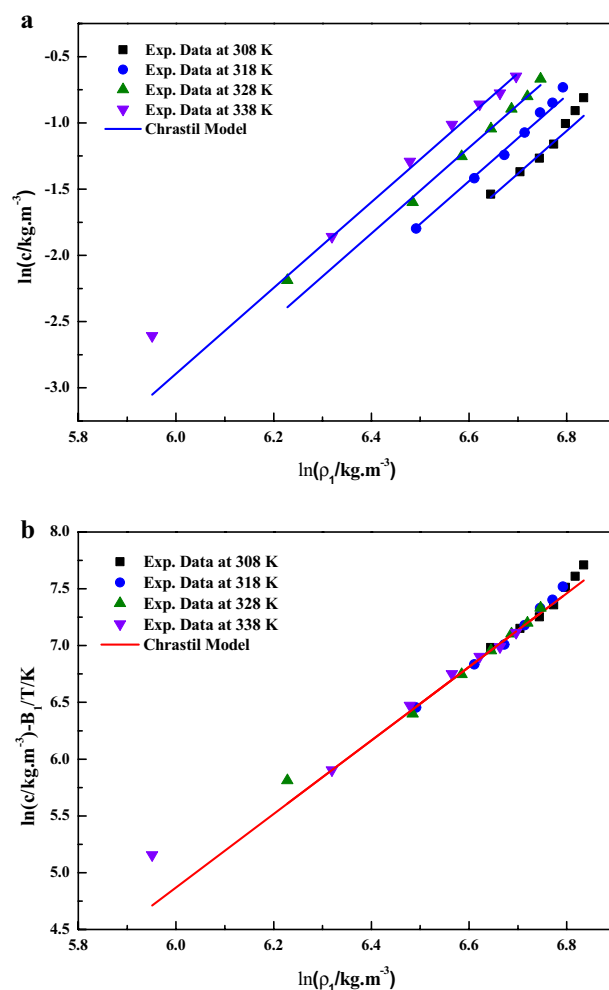 a
-0.5
-1.0
-1.5
-2.0
-2.5
-3.0
ln(c/kg.m⁻³)
Exp. Data at 308 K
Exp. Data at 318 K
Exp. Data at 328 K
Exp. Data at 338 K
Chrastil Model
5.8 6.0 6.2 6.4 6.6 6.8
ln(ρ₁/kg.m⁻³)
b
8.0
7.5
7.0
6.5
6.0
5.5
5.0
4.5
ln(c/kg.m⁻³)-B₁/T/K
Exp. Data at 308 K
Exp. Data at 318 K
Exp. Data at 328 K
Exp. Data at 338 K
Chrastil Model
5.8 6.0 6.2 6.4 6.6 6.8
ln(ρ₁/kg.m⁻³)